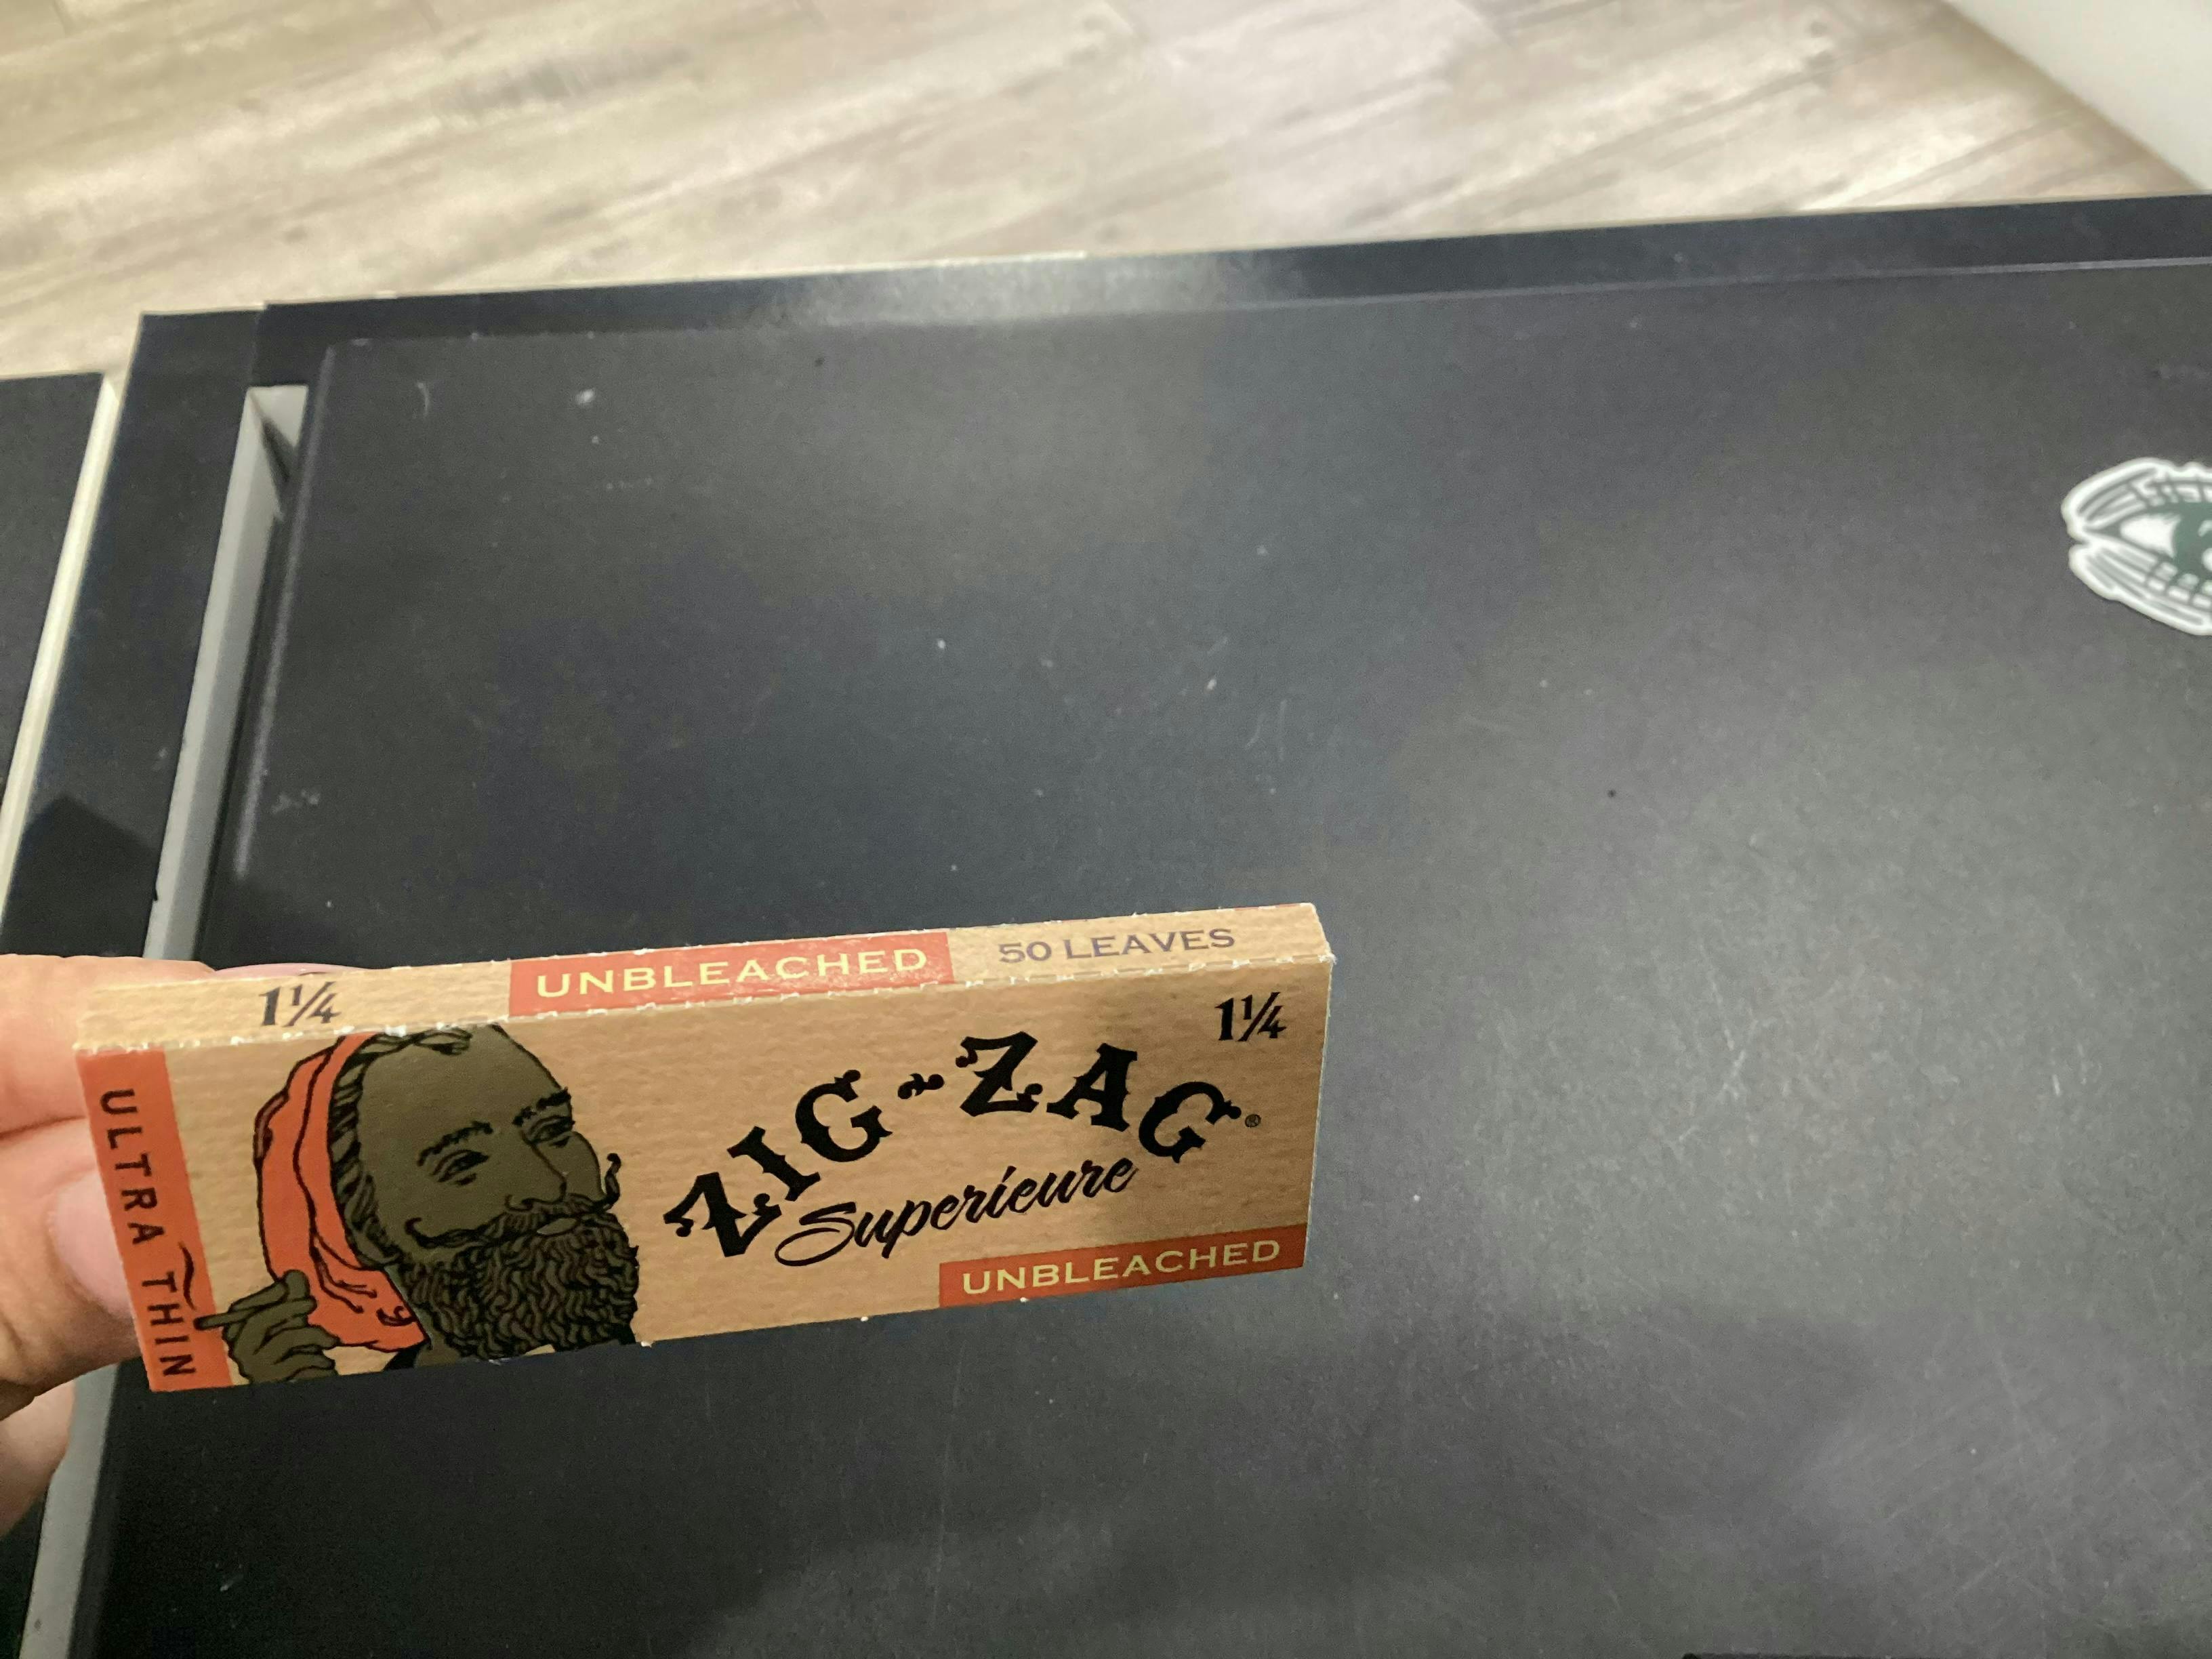 1¼ UNBLEACHED 50 LEAVES
ULTRA THIN
1¼
ZIG-ZAG®
Superieure
UNBLEACHED